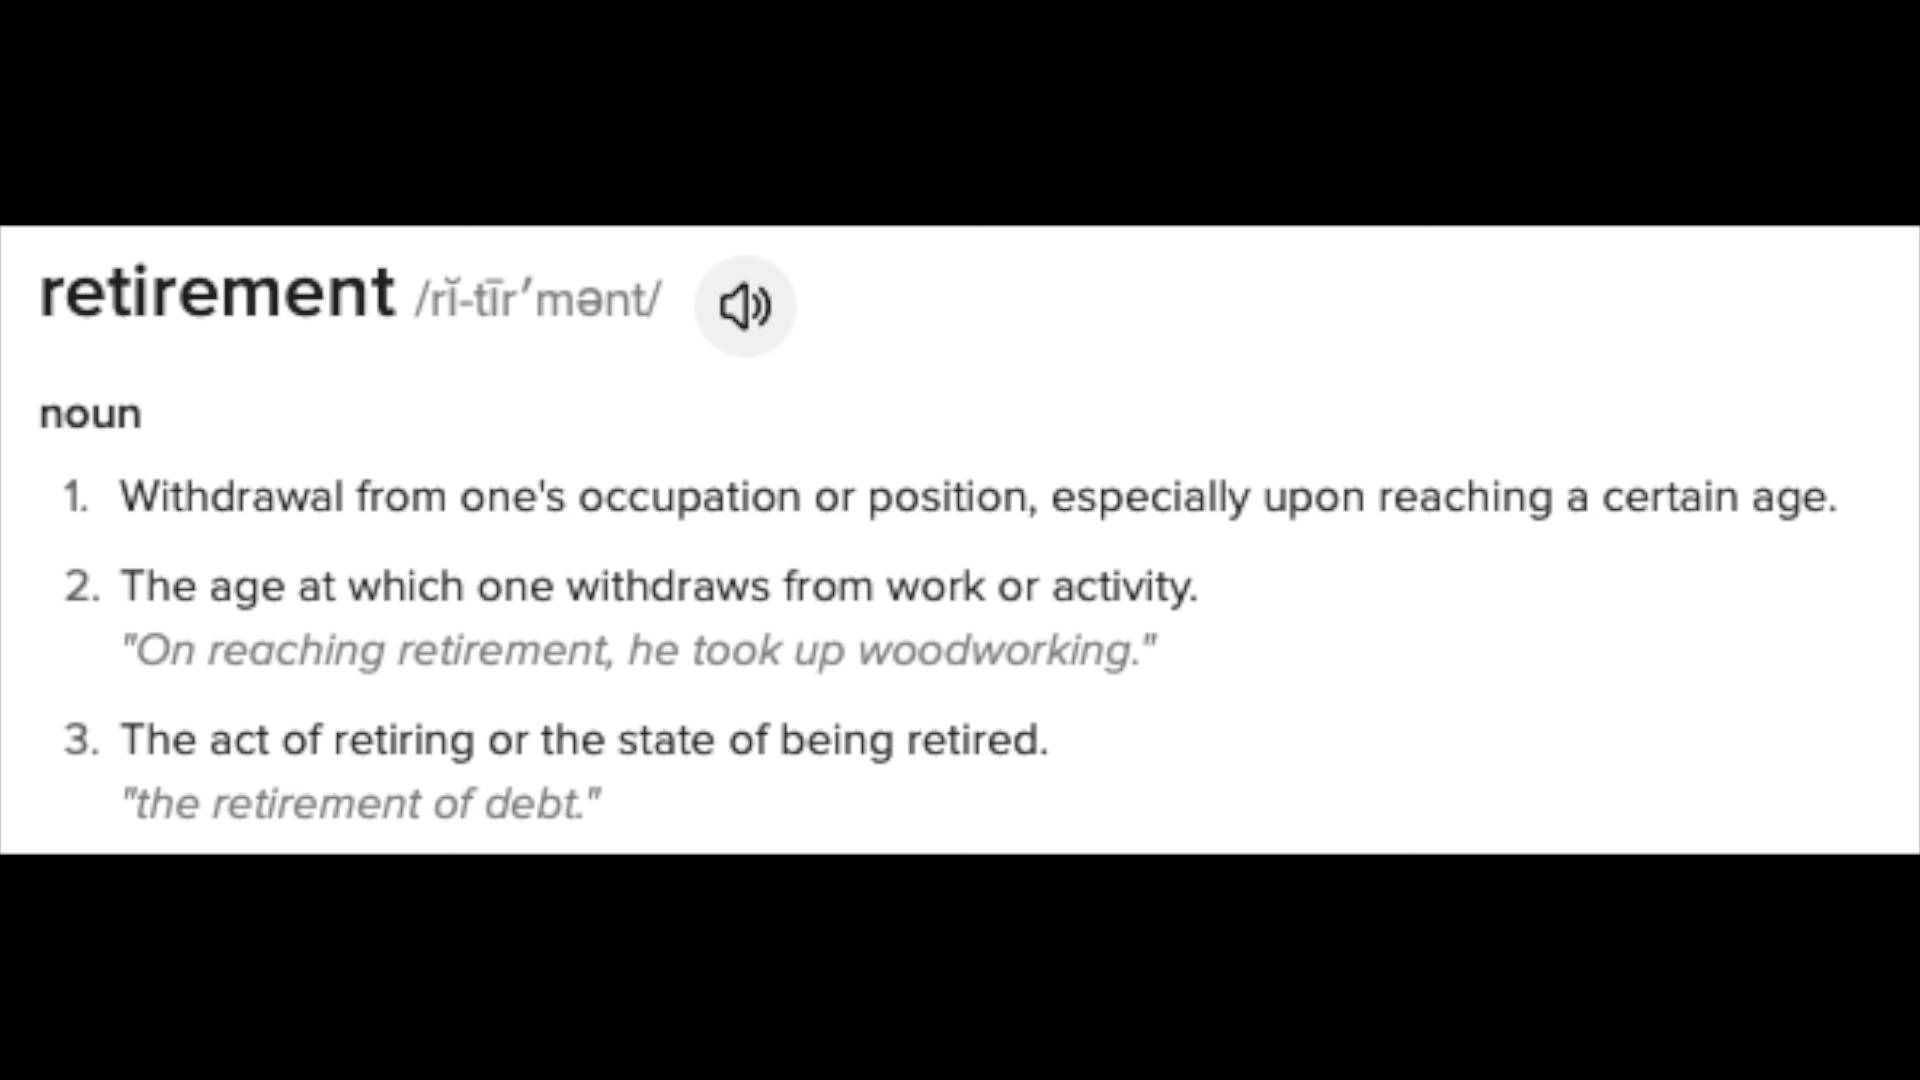 retirement /rĭ-tīr′mənt/
noun
1. Withdrawal from one's occupation or position, especially upon reaching a certain age.
2. The age at which one withdraws from work or activity.
"On reaching retirement, he took up woodworking."
3. The act of retiring or the state of being retired.
"the retirement of debt."